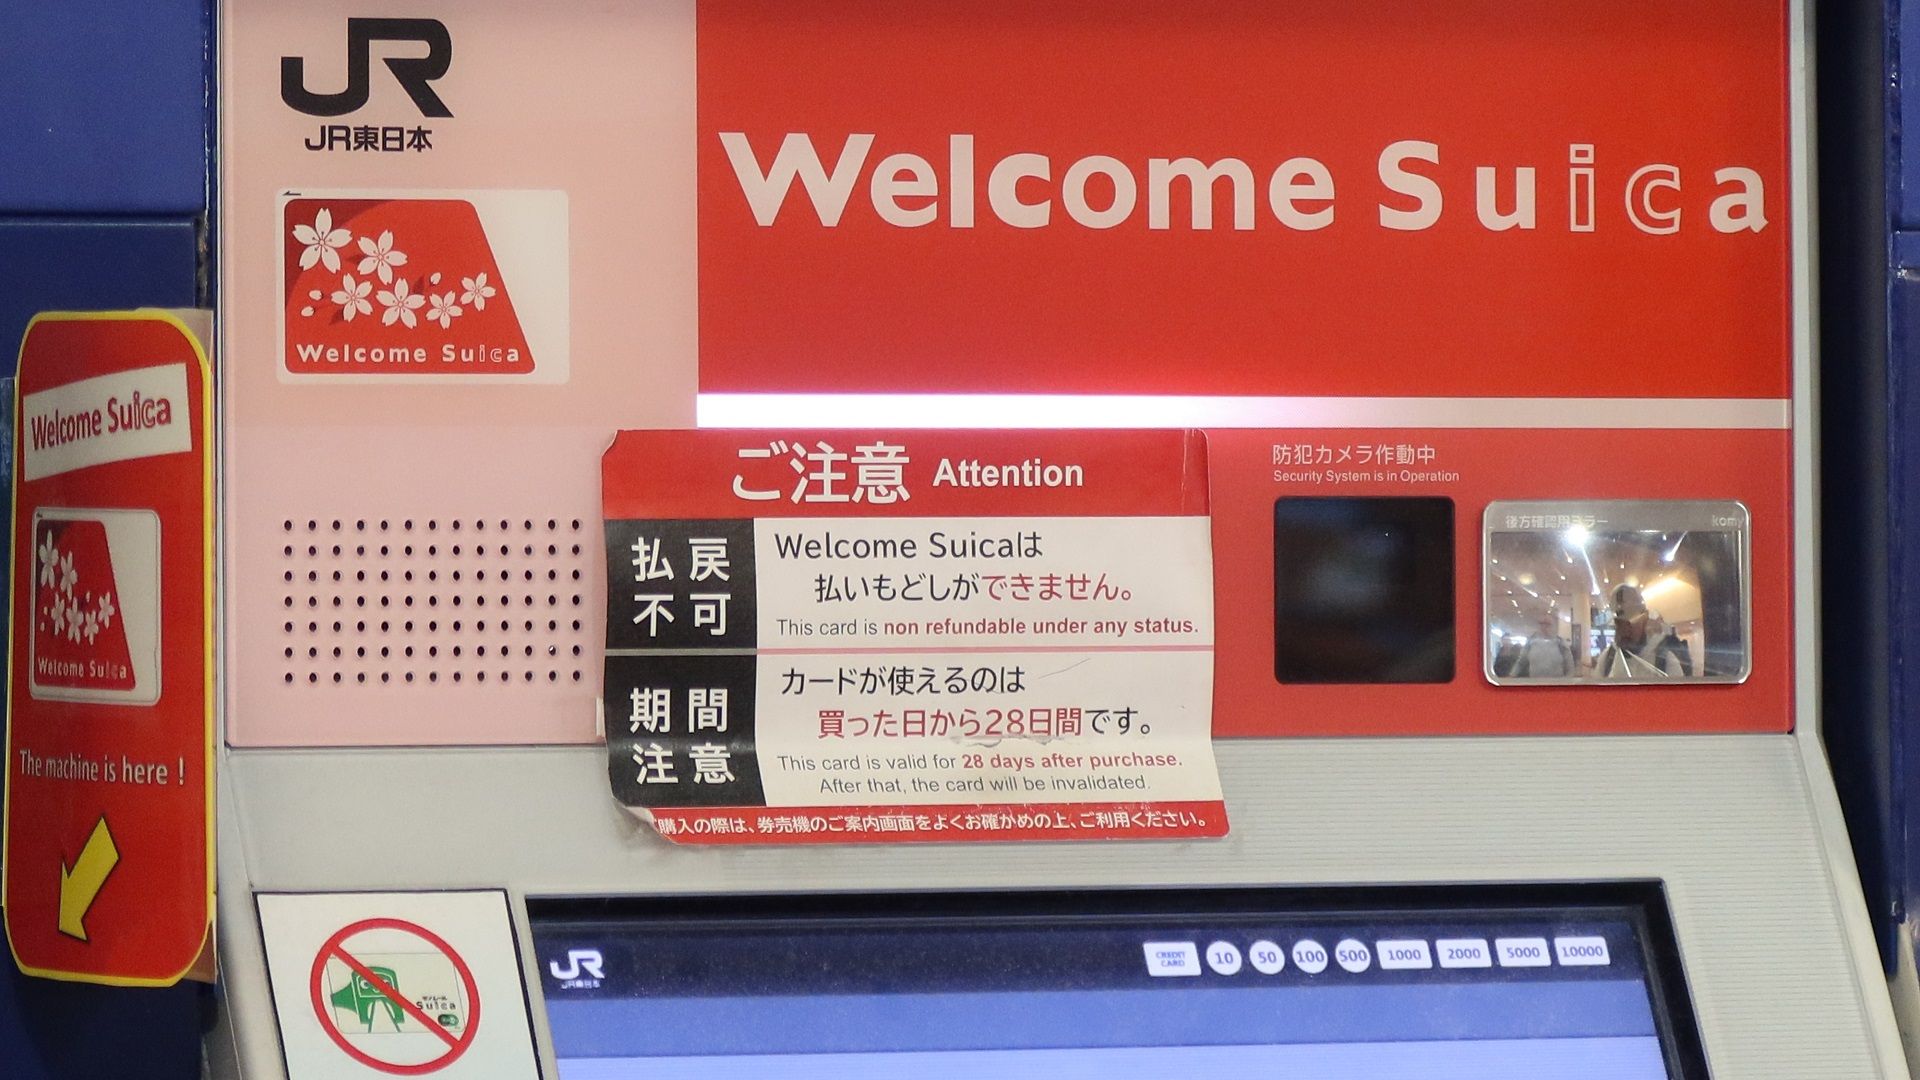 JR
JR東日本
Welcome Suica
Welcome Suica
Welcome Suica
Welcome Suica
The machine is here !
ご注意 Attention
払戻
不可
Welcome Suicaは
払いもどしができません。
This card is non refundable under any status.
期間
注意
カードが使えるのは
買った日から28日間です。
This card is valid for 28 days after purchase.
After that, the card will be invalidated.
購入の際は、券売機のご案内画面をよくお確かめの上、ご利用ください。
防犯カメラ作動中
Security System is in Operation
後方確認用ミラー
komy
Suica
JR
JR東日本
CREDIT CARD 10 50 100 500 1000 2000 5000 10000